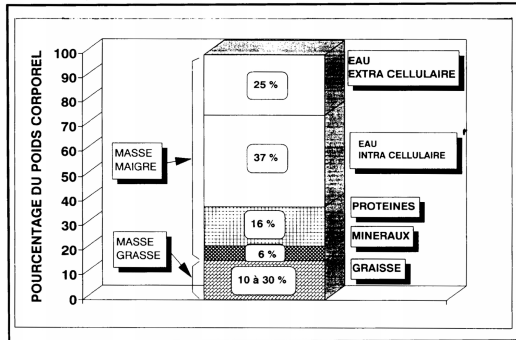 POURCENTAGE DU POIDS CORPOREL
100
90
80
70
60
50
40
30
20
10
0
MASSE
MAIGRE
MASSE
GRASSE
25 %
37 %
16 %
6 %
10 à 30 %
EAU
EXTRA CELLULAIRE
EAU
INTRA CELLULAIRE
PROTEINES
MINERAUX
GRAISSE